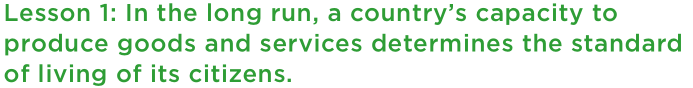 Lesson 1: In the long run, a country’s capacity to
produce goods and services determines the standard
of living of its citizens.